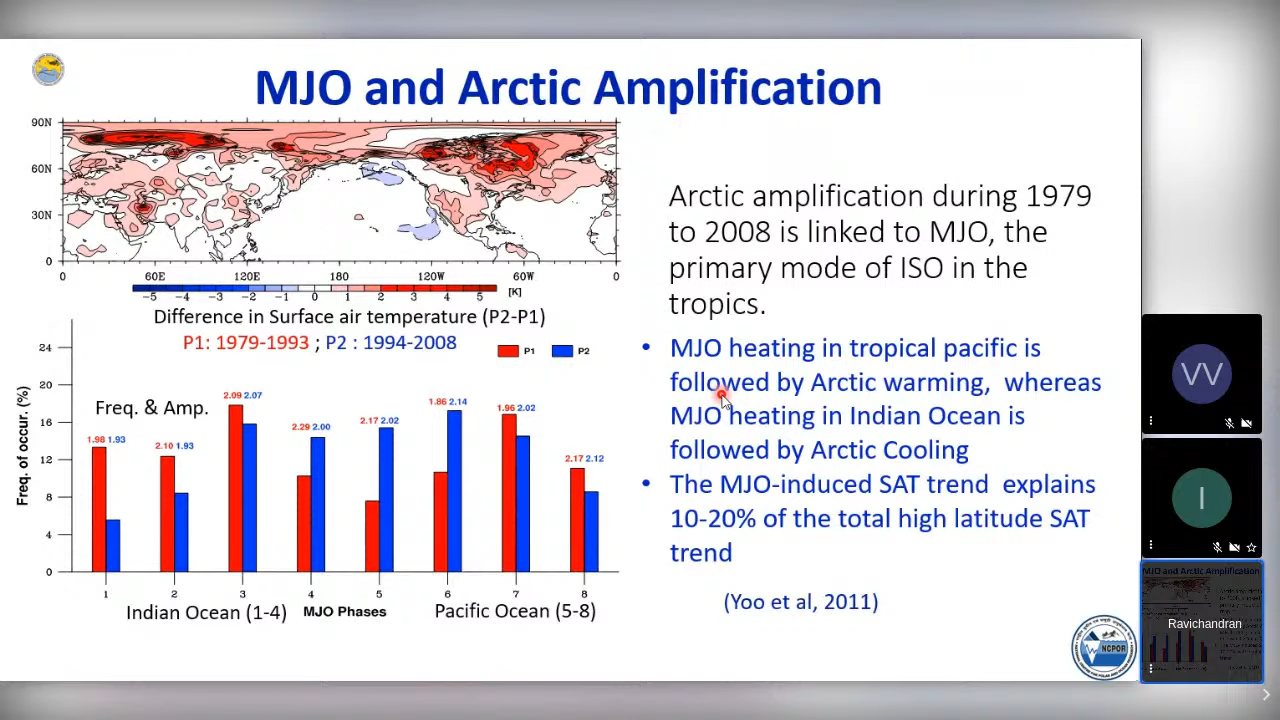 MJO and Arctic Amplification
90N
60N
30N
0
0 60E 120E 180 120W 60W 0
-5 -4 -3 -2 -1 0 1 2 3 4 5 [K]
Difference in Surface air temperature (P2-P1)
P1: 1979-1993 ; P2 : 1994-2008
P1 P2
Freq. & Amp.
Freq. of occur. (%)
24
20
16
12
8
4
0
1.98 1.93
2.10 1.93
2.09 2.07
2.29 2.00
2.17 2.02
1.86 2.14
1.96 2.02
2.17 2.12
1 2 3 4 5 6 7 8
Indian Ocean (1-4) MJO Phases Pacific Ocean (5-8)
Arctic amplification during 1979
to 2008 is linked to MJO, the
primary mode of ISO in the
tropics.
• MJO heating in tropical pacific is
followed by Arctic warming, whereas
MJO heating in Indian Ocean is
followed by Arctic Cooling
• The MJO-induced SAT trend explains
10-20% of the total high latitude SAT
trend
(Yoo et al, 2011)
NCPOR
VV
I
MJO and Arctic Amplification
Ravichandran